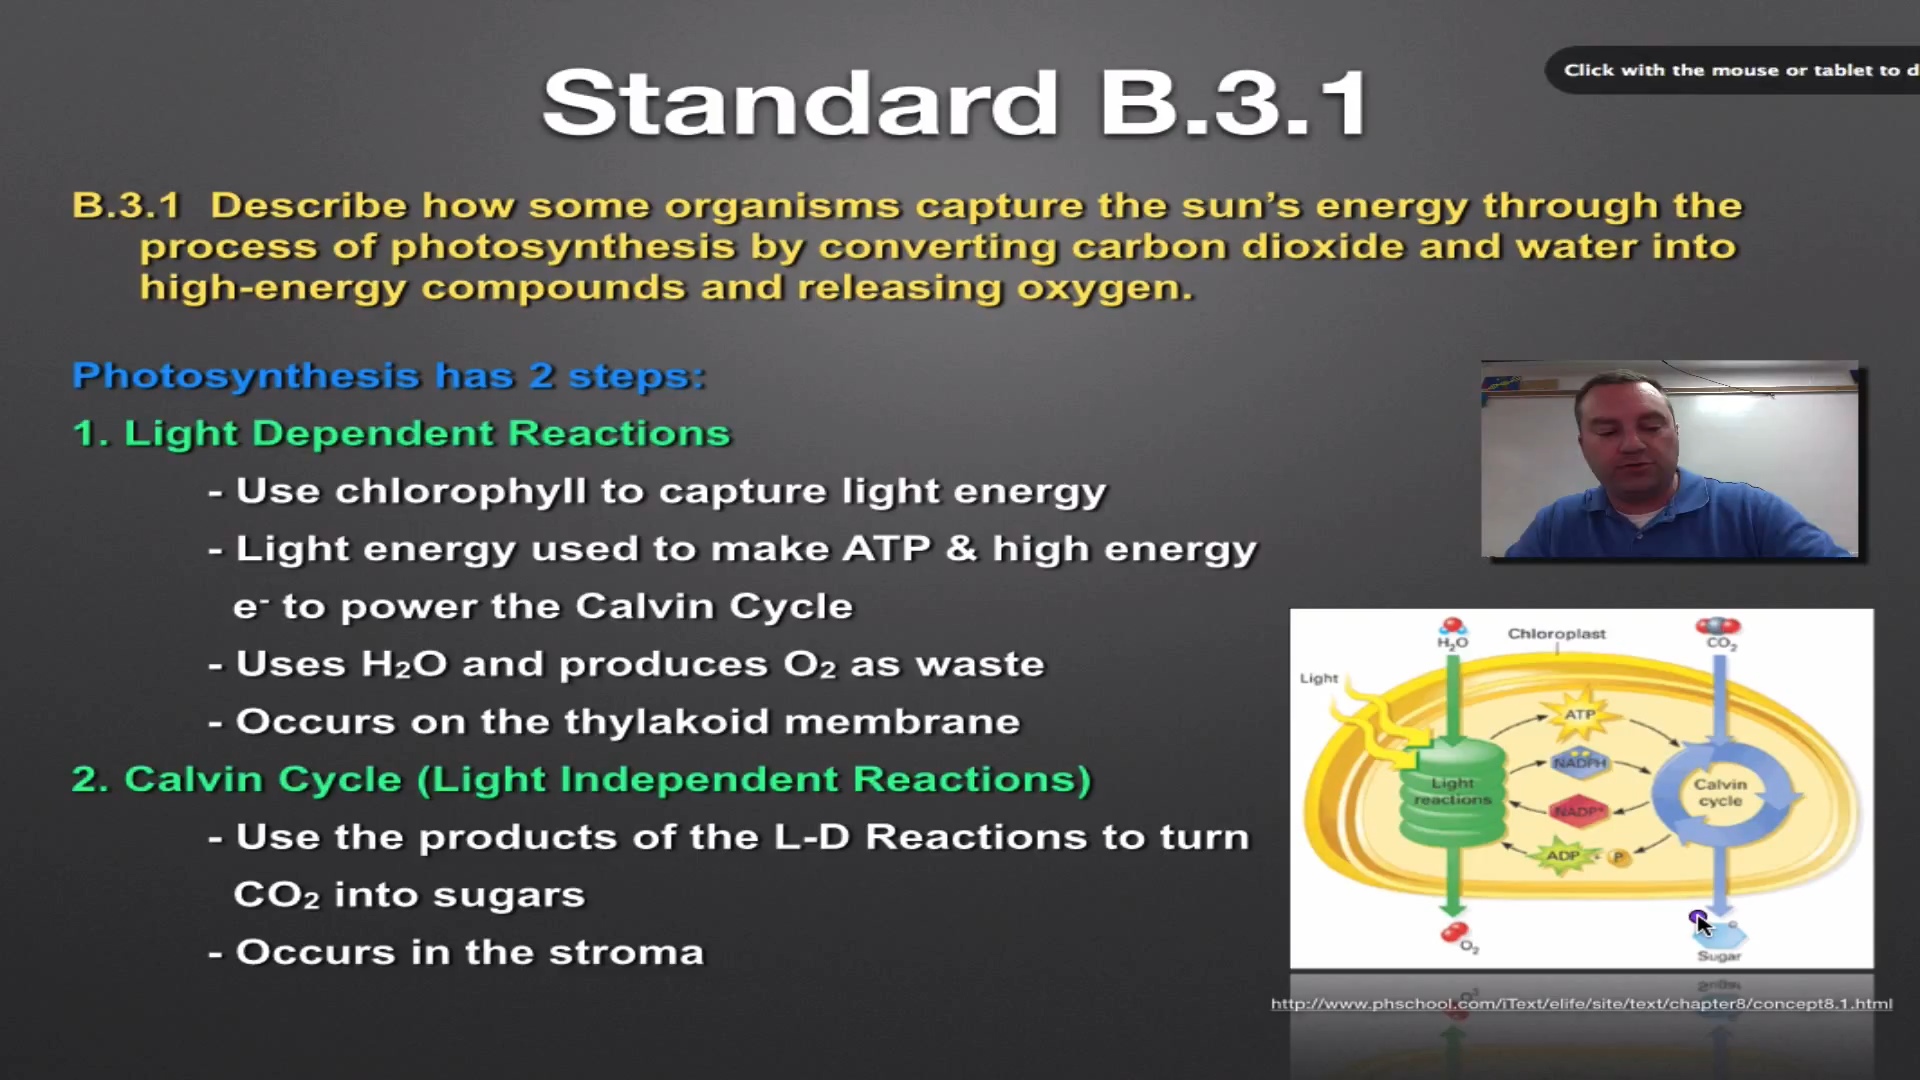 Standard B.3.1
Click with the mouse or tablet to d
B.3.1 Describe how some organisms capture the sun's energy through the
process of photosynthesis by converting carbon dioxide and water into
high-energy compounds and releasing oxygen.
Photosynthesis has 2 steps:
1. Light Dependent Reactions
- Use chlorophyll to capture light energy
- Light energy used to make ATP & high energy
e⁻ to power the Calvin Cycle
- Uses H₂O and produces O₂ as waste
- Occurs on the thylakoid membrane
2. Calvin Cycle (Light Independent Reactions)
- Use the products of the L-D Reactions to turn
CO₂ into sugars
- Occurs in the stroma
H₂O
Chloroplast
CO₂
Light
ATP
NADPH
Light
reactions
Calvin
cycle
NADP⁺
ADP + P
O₂
Sugar
http://www.phschool.com/iText/elife/site/text/chapter8/concept8.1.html